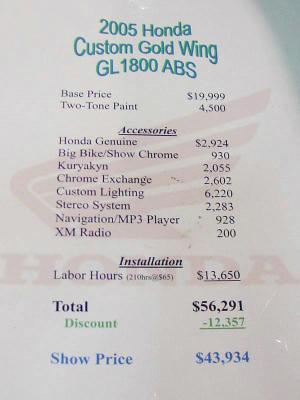 2005 Honda
Custom Gold Wing
GL1800 ABS
Base Price $19,999
Two-Tone Paint 4,500
Accessories
Honda Genuine $2,924
Big Bike/Show Chrome 930
Kuryakyn 2,055
Chrome Exchange 2,602
Custom Lighting 6,220
Stereo System 2,283
Navigation/MP3 Player 928
XM Radio 200
Installation
Labor Hours (210hrs@$65) $13,650
Total $56,291
Discount -12,357
Show Price $43,934
HONDA